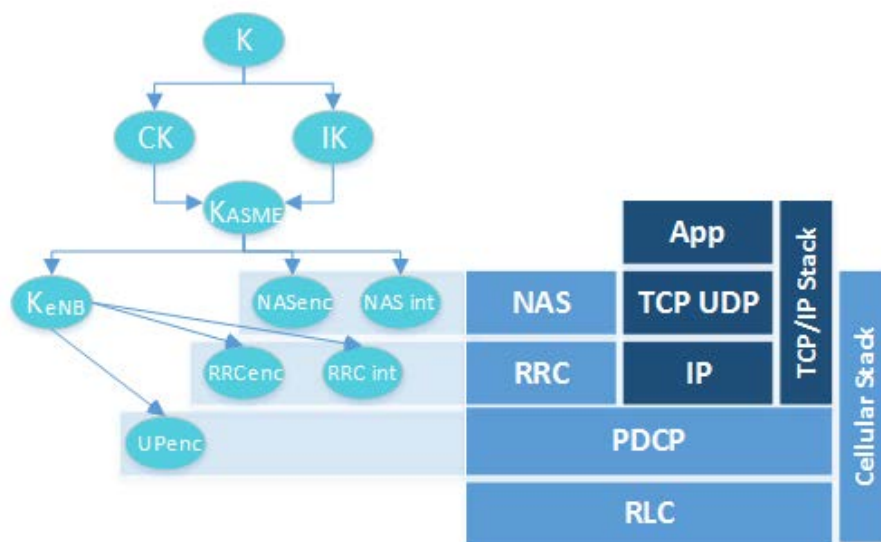 K
CK
IK
KASME
KeNB
NASenc
NAS int
RRCenc
RRC int
UPenc
App
NAS
TCP UDP
RRC
IP
PDCP
RLC
TCP/IP Stack
Cellular Stack